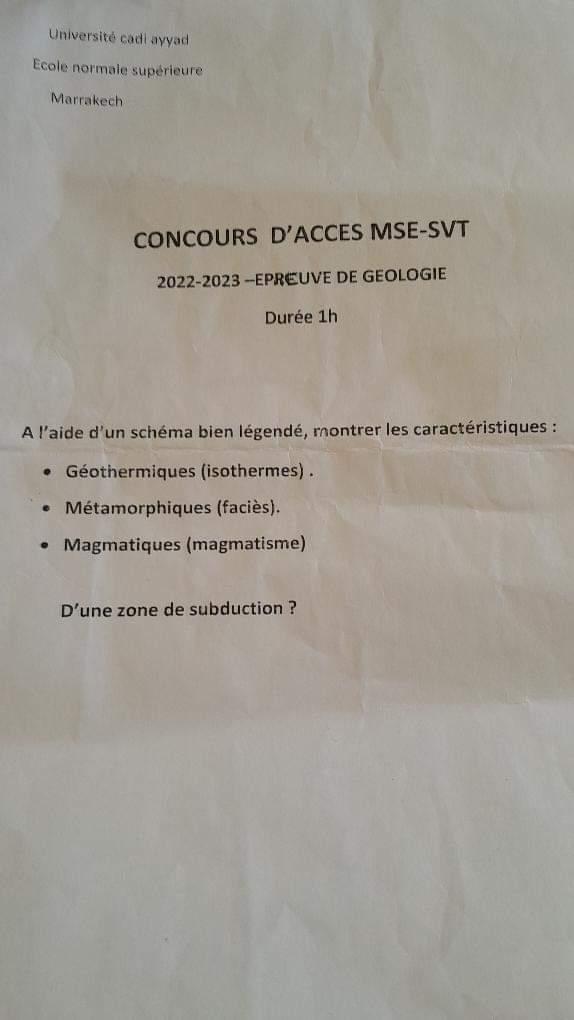 Université cadi ayyad
Ecole normale supérieure
Marrakech
CONCOURS D'ACCES MSE-SVT
2022-2023 –EPREUVE DE GEOLOGIE
Durée 1h
A l'aide d'un schéma bien légendé, montrer les caractéristiques :
• Géothermiques (isothermes) .
• Métamorphiques (faciès).
• Magmatiques (magmatisme)
D'une zone de subduction ?